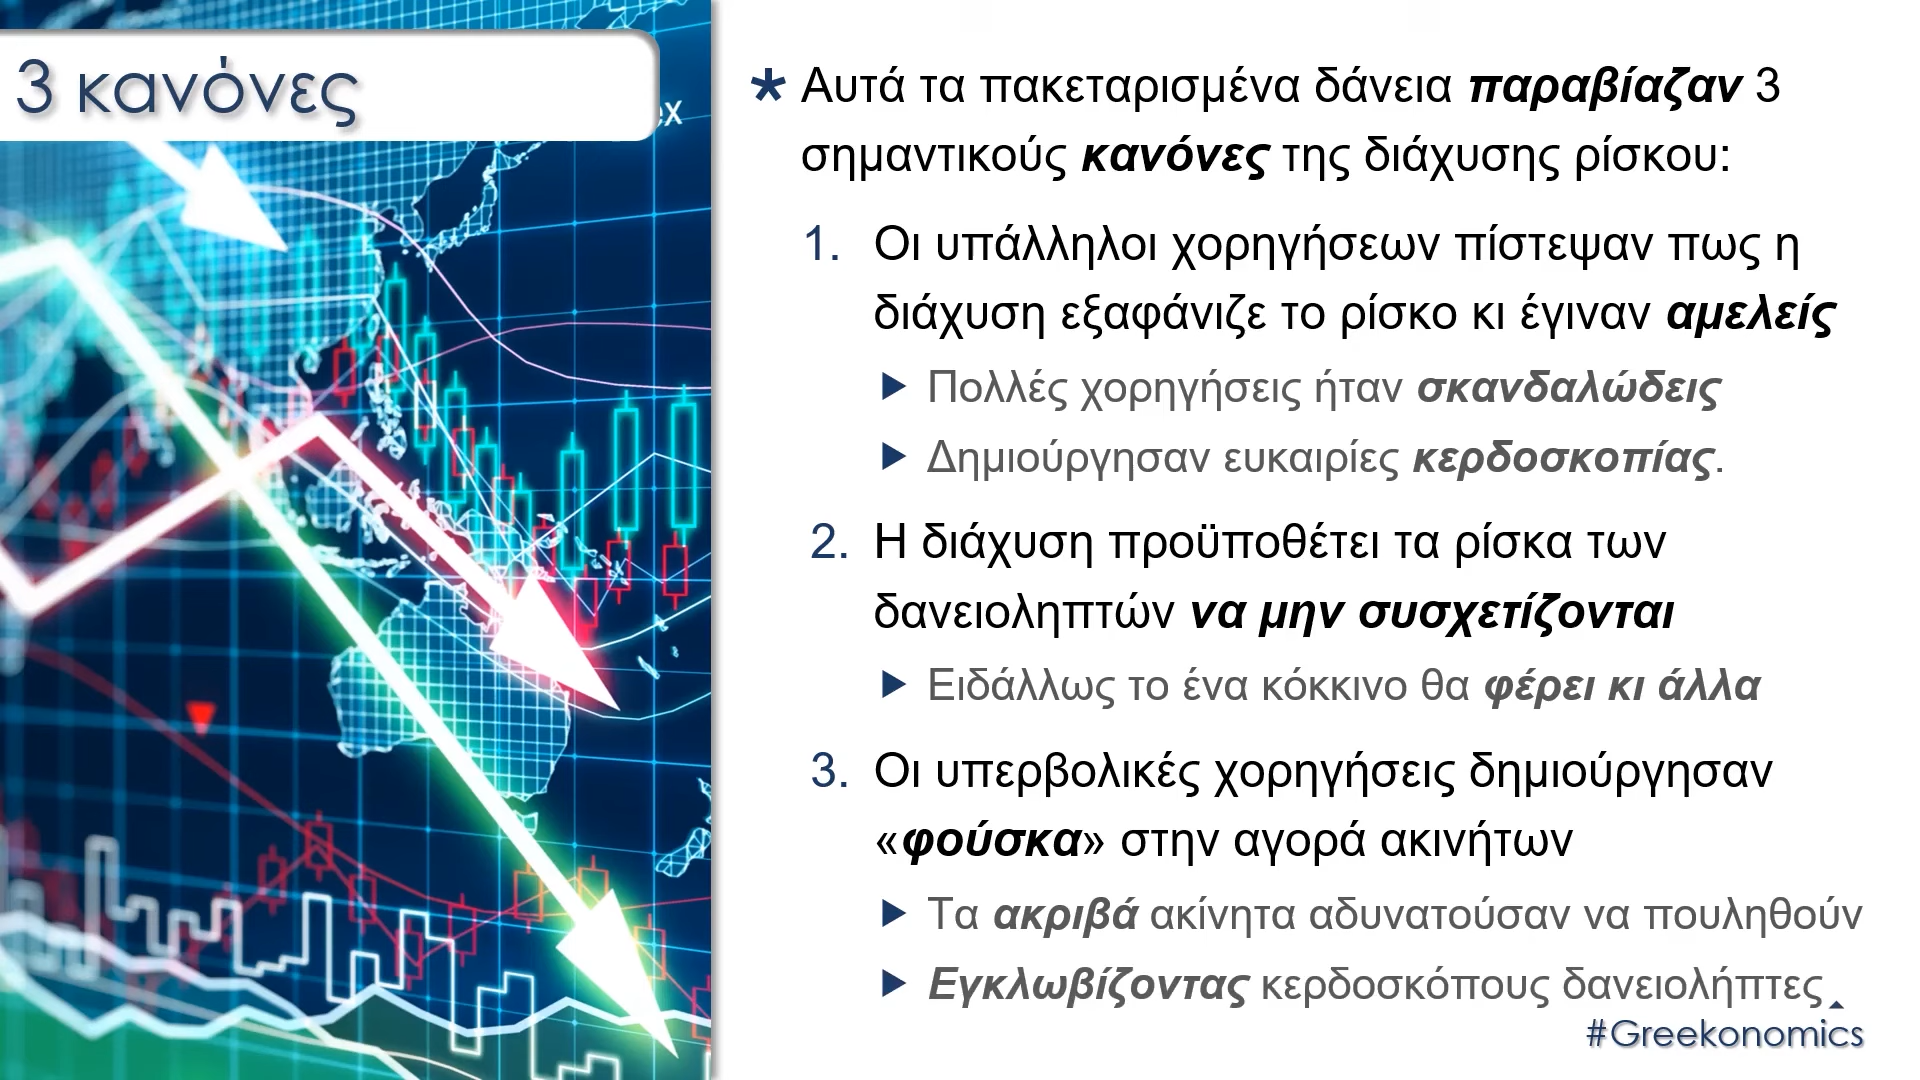 3 κανόνες
ex
* Αυτά τα πακεταρισμένα δάνεια παραβίαζαν 3
σημαντικούς κανόνες της διάχυσης ρίσκου:
1. Οι υπάλληλοι χορηγήσεων πίστεψαν πως η
διάχυση εξαφάνιζε το ρίσκο κι έγιναν αμελείς
Πολλές χορηγήσεις ήταν σκανδαλώδεις
Δημιούργησαν ευκαιρίες κερδοσκοπίας.
2. Η διάχυση προϋποθέτει τα ρίσκα των
δανειοληπτών να μην συσχετίζονται
Ειδάλλως το ένα κόκκινο θα φέρει κι άλλα
3. Οι υπερβολικές χορηγήσεις δημιούργησαν
«φούσκα» στην αγορά ακινήτων
Τα ακριβά ακίνητα αδυνατούσαν να πουληθούν
Εγκλωβίζοντας κερδοσκόπους δανειολήπτες
#Greekonomics